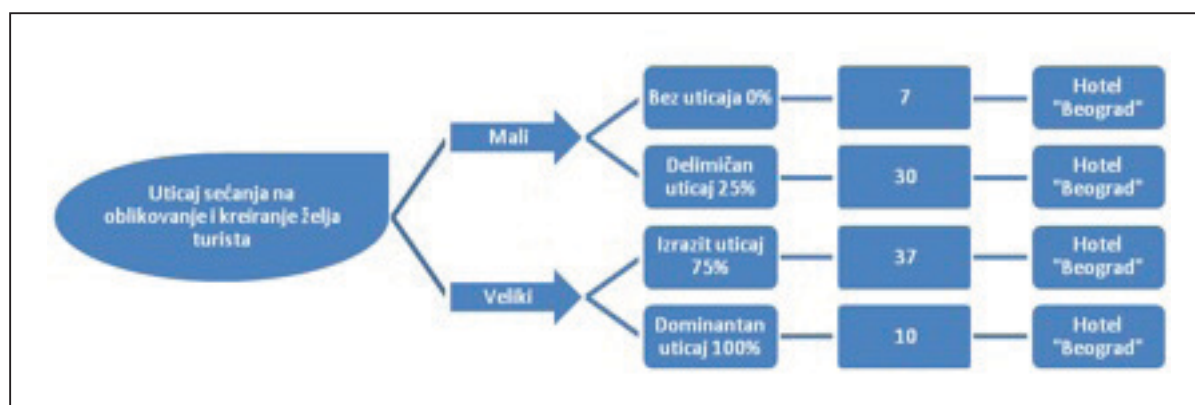 Uticaj sećanja na
oblikovanje i kreiranje želja
turista
Mali
Veliki
Bez uticaja 0%
7
Hotel
"Beograd"
Delimičan
uticaj 25%
30
Hotel
"Beograd"
Izrazit uticaj
75%
37
Hotel
"Beograd"
Dominantan
uticaj 100%
10
Hotel
"Beograd"